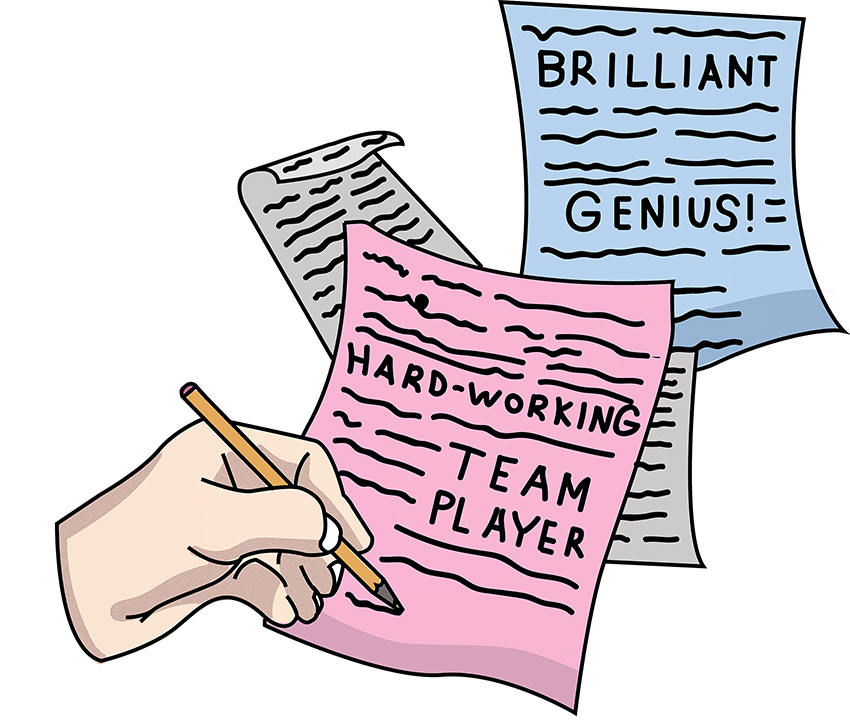 BRILLIANT
GENIUS!
HARD-WORKING
TEAM
PLAYER